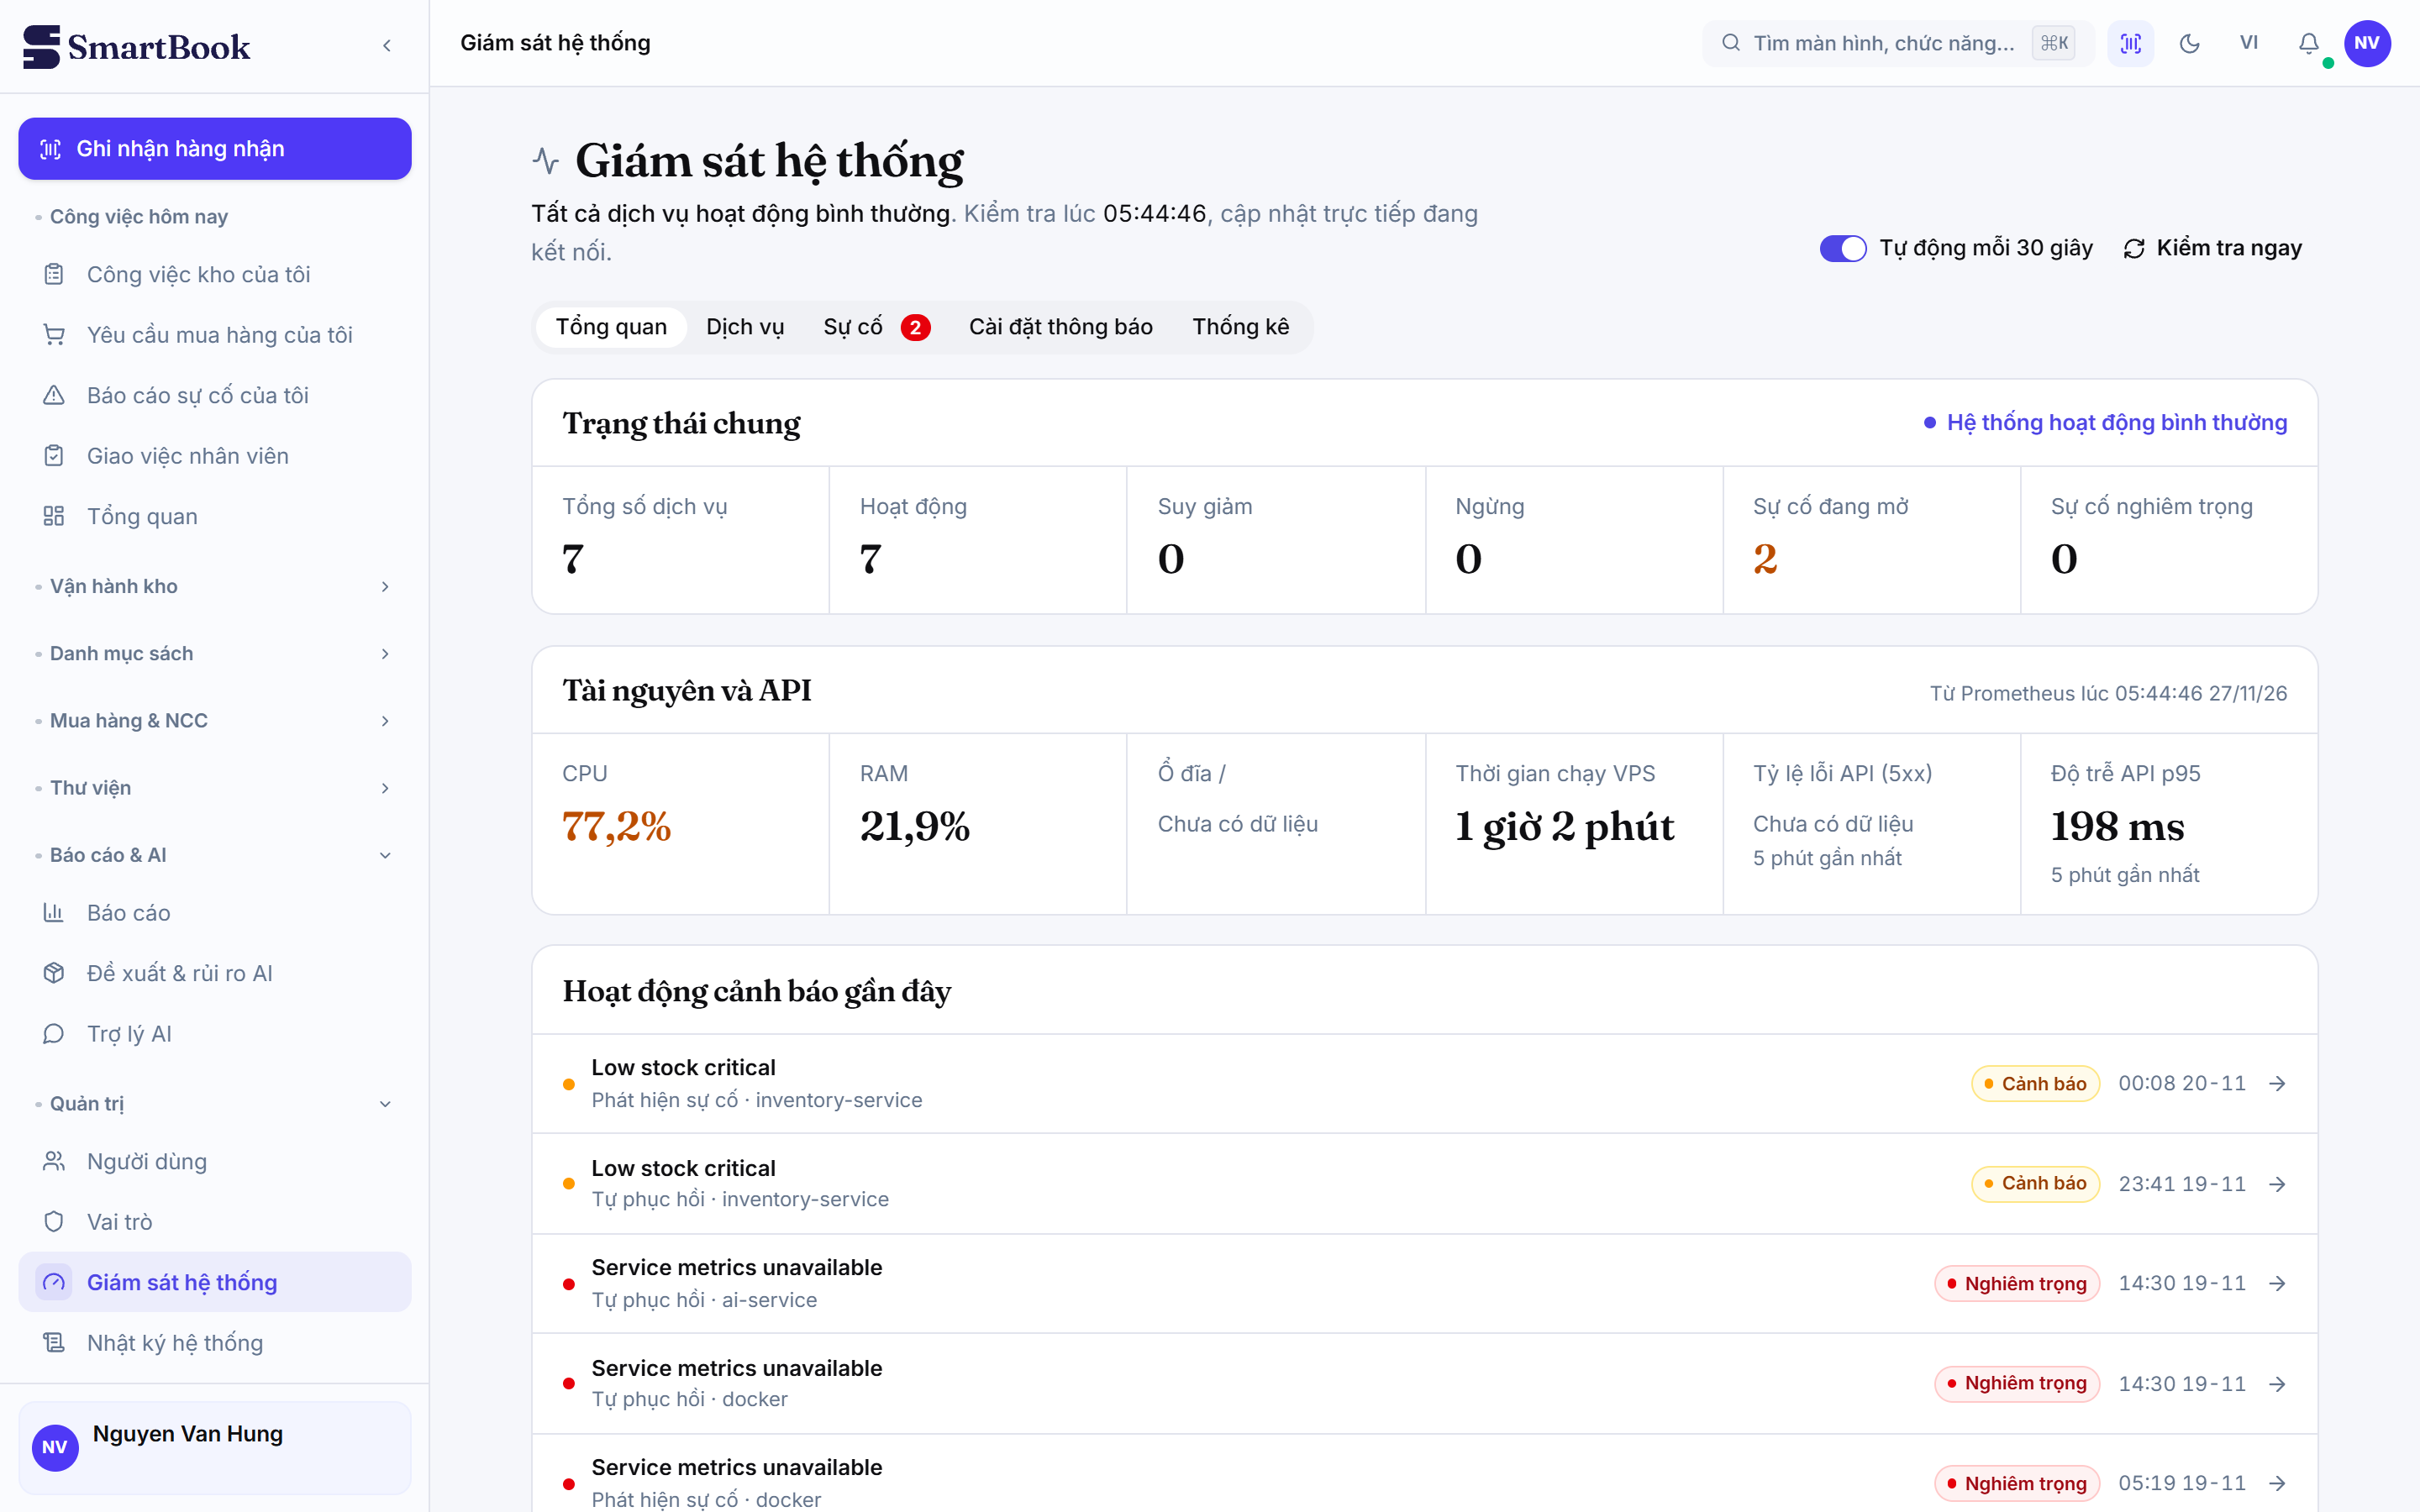 SmartBook
Giám sát hệ thống
Tìm màn hình, chức năng...
⌘K
VI
NV
Ghi nhận hàng nhận
Công việc hôm nay
Công việc kho của tôi
Yêu cầu mua hàng của tôi
Báo cáo sự cố của tôi
Giao việc nhân viên
Tổng quan
Vận hành kho
Danh mục sách
Mua hàng & NCC
Thư viện
Báo cáo & AI
Báo cáo
Đề xuất & rủi ro AI
Trợ lý AI
Quản trị
Người dùng
Vai trò
Giám sát hệ thống
Nhật ký hệ thống
NV
Nguyen Van Hung
Giám sát hệ thống
Tất cả dịch vụ hoạt động bình thường. Kiểm tra lúc 05:44:46, cập nhật trực tiếp đang
kết nối.
Tự động mỗi 30 giây
Kiểm tra ngay
Tổng quan
Dịch vụ
Sự cố 2
Cài đặt thông báo
Thống kê
Trạng thái chung
Hệ thống hoạt động bình thường
Tổng số dịch vụ
7
Hoạt động
7
Suy giảm
0
Ngừng
0
Sự cố đang mở
2
Sự cố nghiêm trọng
0
Tài nguyên và API
Từ Prometheus lúc 05:44:46 27/11/26
CPU
77,2%
RAM
21,9%
Ổ đĩa /
Chưa có dữ liệu
Thời gian chạy VPS
1 giờ 2 phút
Tỷ lệ lỗi API (5xx)
Chưa có dữ liệu
5 phút gần nhất
Độ trễ API p95
198 ms
5 phút gần nhất
Hoạt động cảnh báo gần đây
Low stock critical
Phát hiện sự cố · inventory-service
Cảnh báo
00:08 20-11
Low stock critical
Tự phục hồi · inventory-service
Cảnh báo
23:41 19-11
Service metrics unavailable
Tự phục hồi · ai-service
Nghiêm trọng
14:30 19-11
Service metrics unavailable
Tự phục hồi · docker
Nghiêm trọng
14:30 19-11
Service metrics unavailable
Phát hiện sự cố · docker
Nghiêm trọng
05:19 19-11